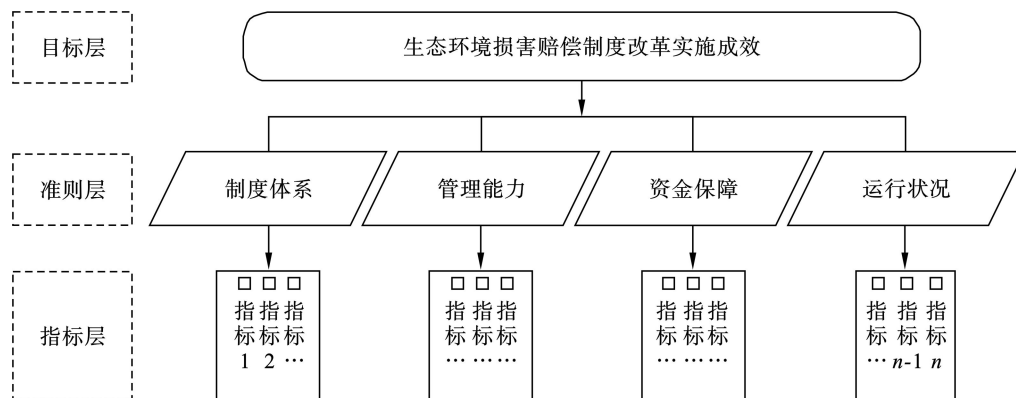 目标层
生态环境损害赔偿制度改革实施成效
准则层
制度体系
管理能力
资金保障
运行状况
指标层
指标1
指标2
指标…
指标…
指标…
指标…
指标…
指标…
指标…
指标…
指标n-1
指标n